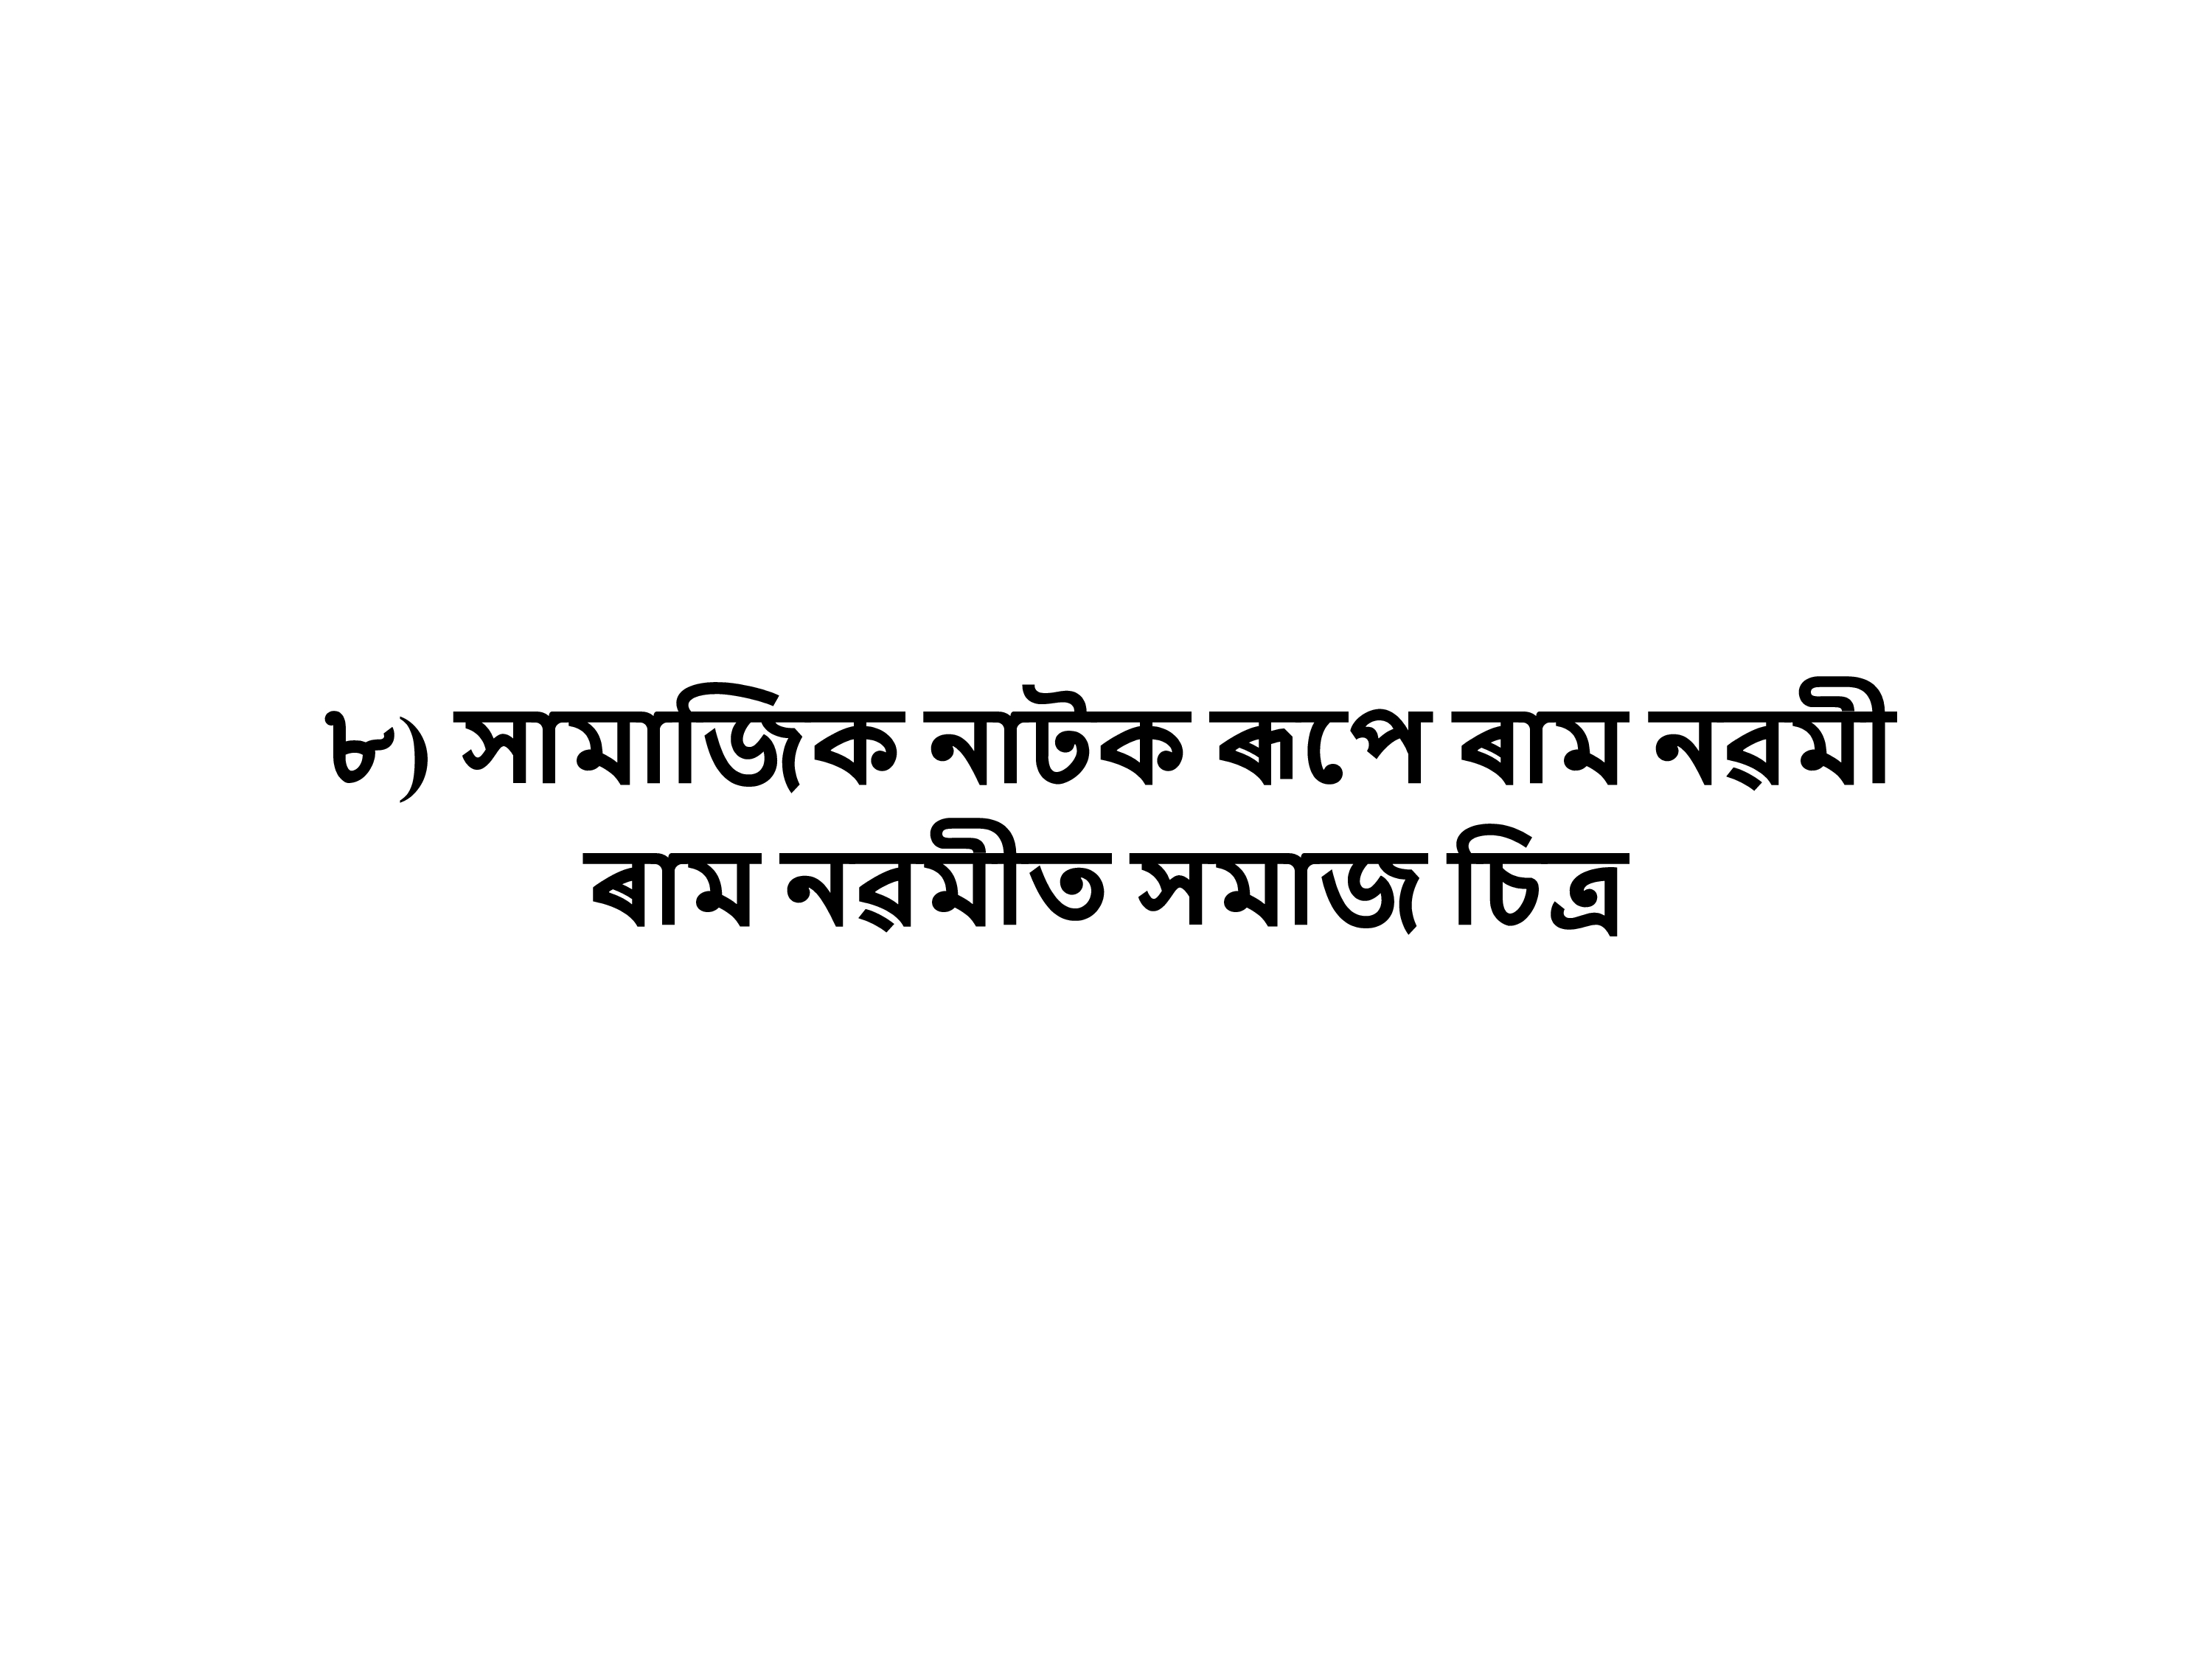 ৮) সামাজিক নাটক ৰূপে ৰাম নৱমী
ৰাম নৱমীত সমাজ চিত্ৰ